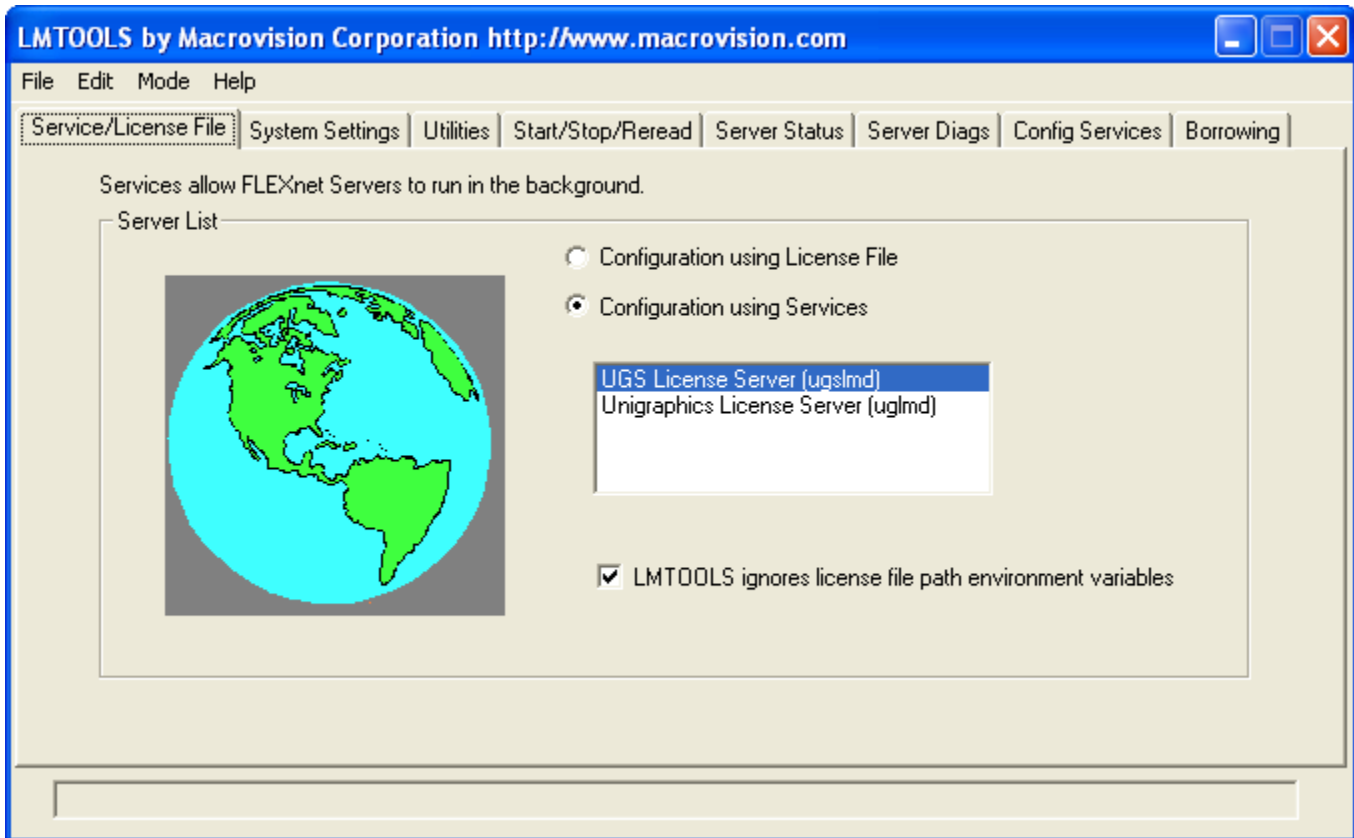 LMTOOLS by Macrovision Corporation http://www.macrovision.com
File Edit Mode Help
Service/License File System Settings Utilities Start/Stop/Reread Server Status Server Diags Config Services Borrowing
Services allow FLEXnet Servers to run in the background.
Server List
Configuration using License File
Configuration using Services
UGS License Server (ugslmd)
Unigraphics License Server (uglmd)
LMTOOLS ignores license file path environment variables